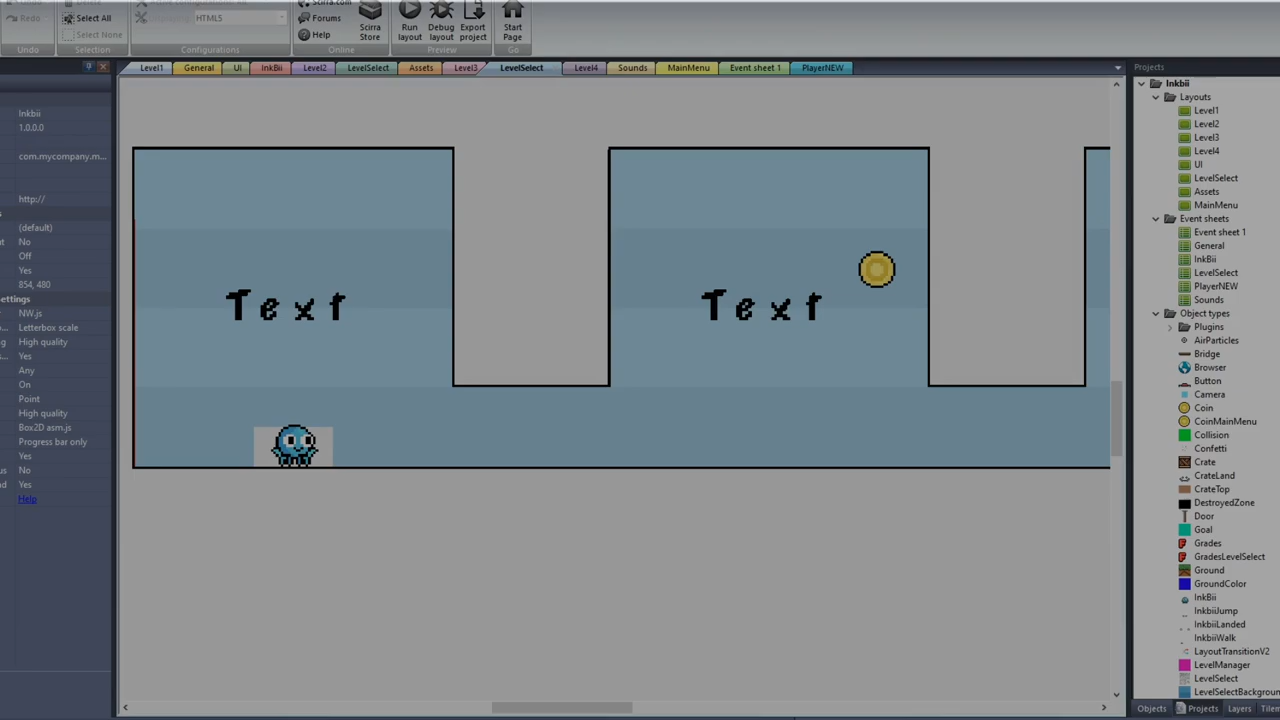 Redo
Select All
Select None
HTML5
Forums
Help
Scirra
Store
Run
layout
Debug
layout
Export
project
Start
Page
Undo
Selection
Configurations
Online
Preview
Go
Level1
General
UI
InkBii
Level2
LevelSelect
Assets
Level3
LevelSelect
Level4
Sounds
MainMenu
Event sheet 1
PlayerNEW
Projects
Inkbii
1.0.0.0
com.mycompany.m...
http://
(default)
No
Off
Yes
854, 480
NW.js
Letterbox scale
High quality
Yes
Any
On
Point
High quality
Box2D asm.js
Progress bar only
Yes
No
Yes
Help
Text
Text
Inkbii
Layouts
Level1
Level2
Level3
Level4
UI
LevelSelect
Assets
MainMenu
Event sheets
Event sheet 1
General
InkBii
LevelSelect
PlayerNEW
Sounds
Object types
Plugins
AirParticles
Bridge
Browser
Button
Camera
Coin
CoinMainMenu
Collision
Confetti
Crate
CrateLand
CrateTop
DestroyedZone
Door
Goal
Grades
GradesLevelSelect
Ground
GroundColor
InkBii
InkbiiJump
InkbiiLanded
InkbiiWalk
LayoutTransitionV2
LevelManager
LevelSelect
LevelSelectBackgroun
Objects
Projects
Layers